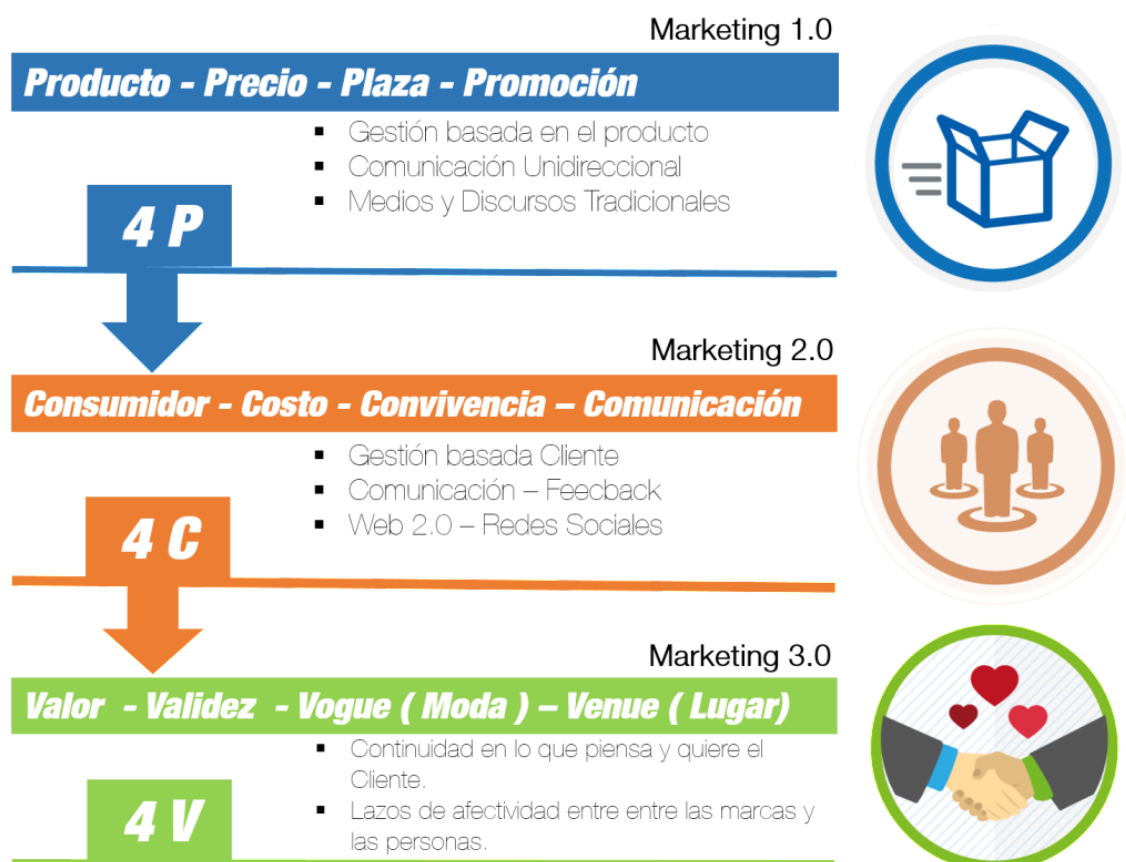 Marketing 1.0
Producto - Precio - Plaza - Promoción
▪ Gestión basada en el producto
▪ Comunicación Unidireccional
▪ Medios y Discursos Tradicionales
4 P
Marketing 2.0
Consumidor - Costo - Convivencia – Comunicación
▪ Gestión basada Cliente
▪ Comunicación – Feecback
▪ Web 2.0 – Redes Sociales
4 C
Marketing 3.0
Valor - Validez - Vogue ( Moda ) – Venue ( Lugar)
▪ Continuidad en lo que piensa y quiere el
Cliente.
▪ Lazos de afectividad entre entre las marcas y
las personas.
4 V